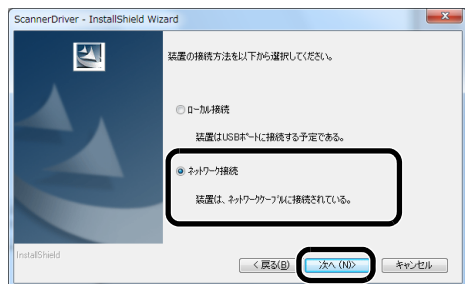 ScannerDriver - InstallShield Wizard
装置の接続方法を以下から選択してください。
ローカル接続
装置はUSBポートに接続する予定である。
ネットワーク接続
装置は、ネットワークケーブルに接続されている。
InstallShield
< 戻る(B)
次へ (N)>
キャンセル